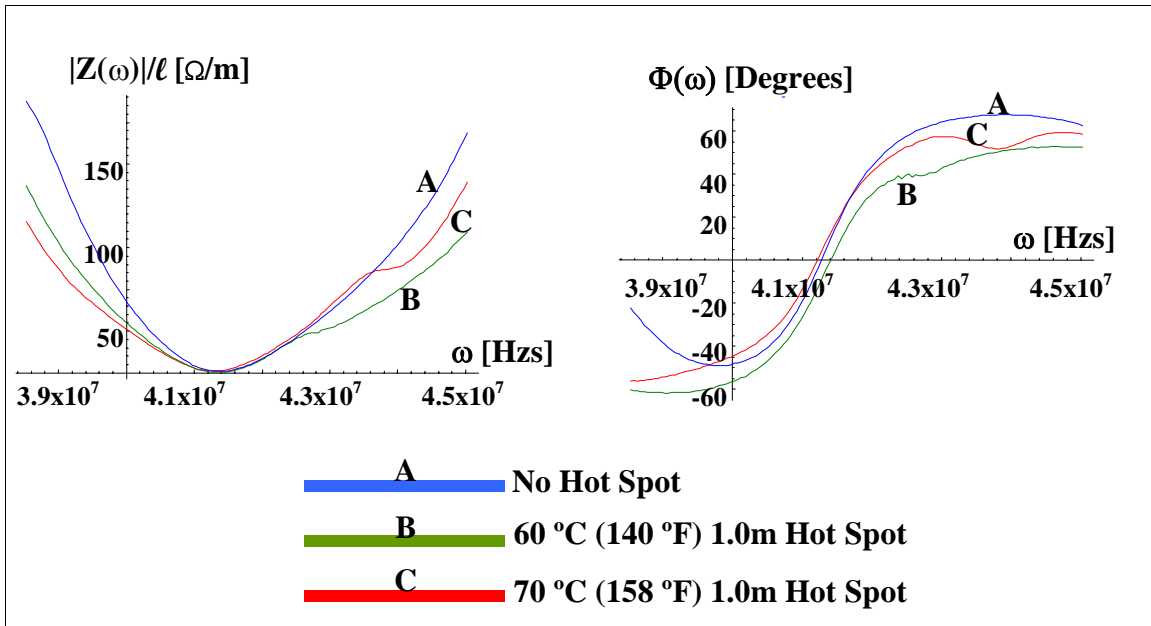 |Z(ω)|/ℓ [Ω/m]
150
100
50
A
C
B
ω [Hzs]
3.9x10⁷ 4.1x10⁷ 4.3x10⁷ 4.5x10⁷
Φ(ω) [Degrees]
60
40
20
-20
-40
-60
A
C
B
ω [Hzs]
3.9x10⁷ 4.1x10⁷ 4.3x10⁷ 4.5x10⁷
A No Hot Spot
B 60 ºC (140 ºF) 1.0m Hot Spot
C 70 ºC (158 ºF) 1.0m Hot Spot